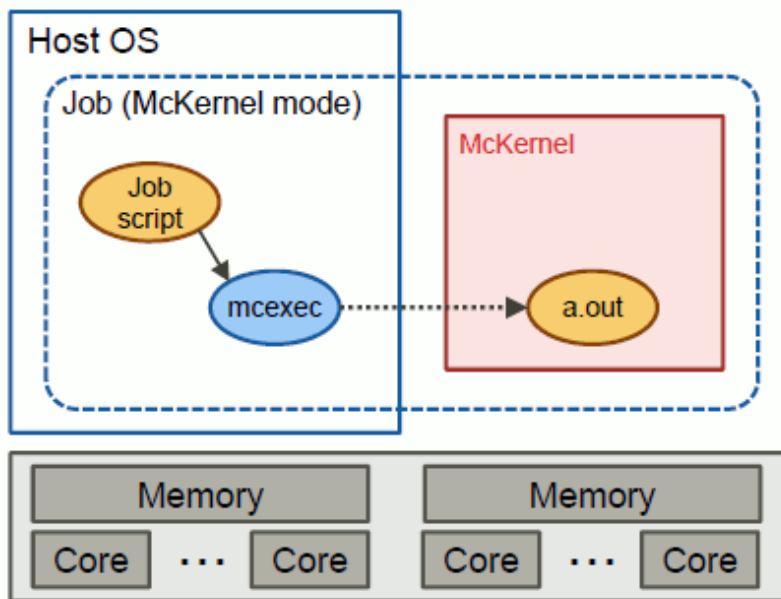 Host OS
Job (McKernel mode)
McKernel
Job
script
mcexec
a.out
Memory
Memory
Core ... Core
Core ... Core